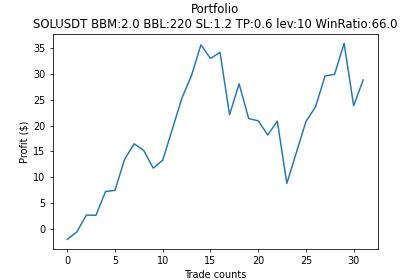 Portfolio
SOLUSDT BBM:2.0 BBL:220 SL:1.2 TP:0.6 lev:10 WinRatio:66.0
35
30
25
20
15
10
5
0
Profit ($)
0 5 10 15 20 25 30
Trade counts